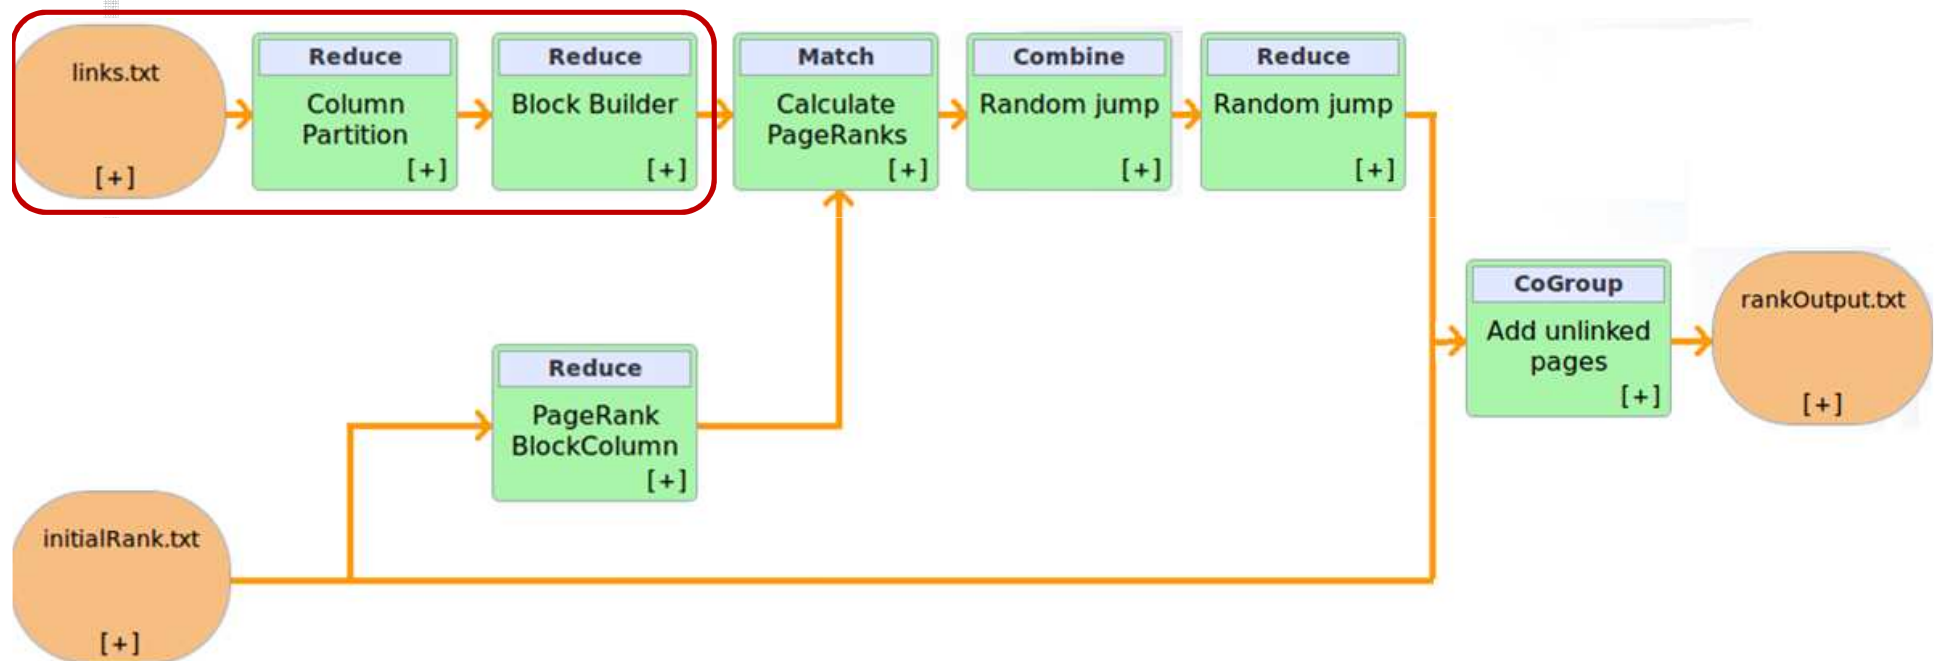 links.txt
[+]
Reduce
Column
Partition
[+]
Reduce
Block Builder
[+]
Match
Calculate
PageRanks
[+]
Combine
Random jump
[+]
Reduce
Random jump
[+]
CoGroup
Add unlinked
pages
[+]
rankOutput.txt
[+]
Reduce
PageRank
BlockColumn
[+]
initialRank.txt
[+]